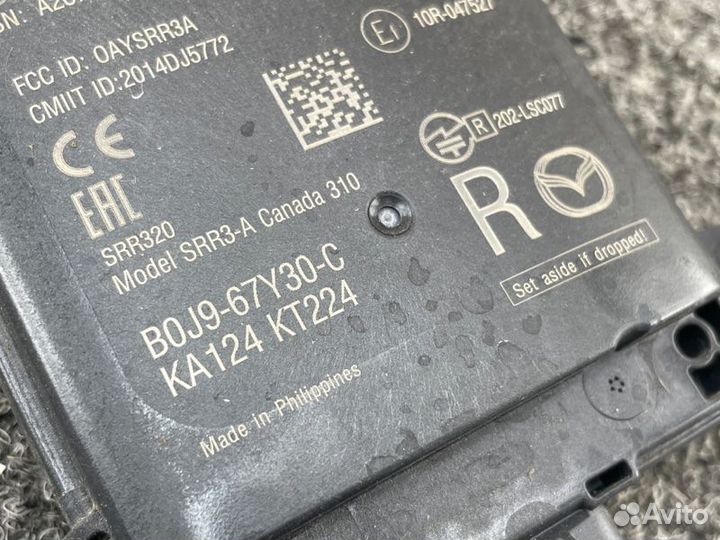 FCC ID: OAYSRR3A
CMIIT ID:2014DJ5772
CE
EAC
SRR320
Model SRR3-A Canada 310
B0J9-67Y30-C
KA124 KT224
Made in Philippines
E1
10R-047527
R 202-LSC077
R
Set aside if dropped!
Avito